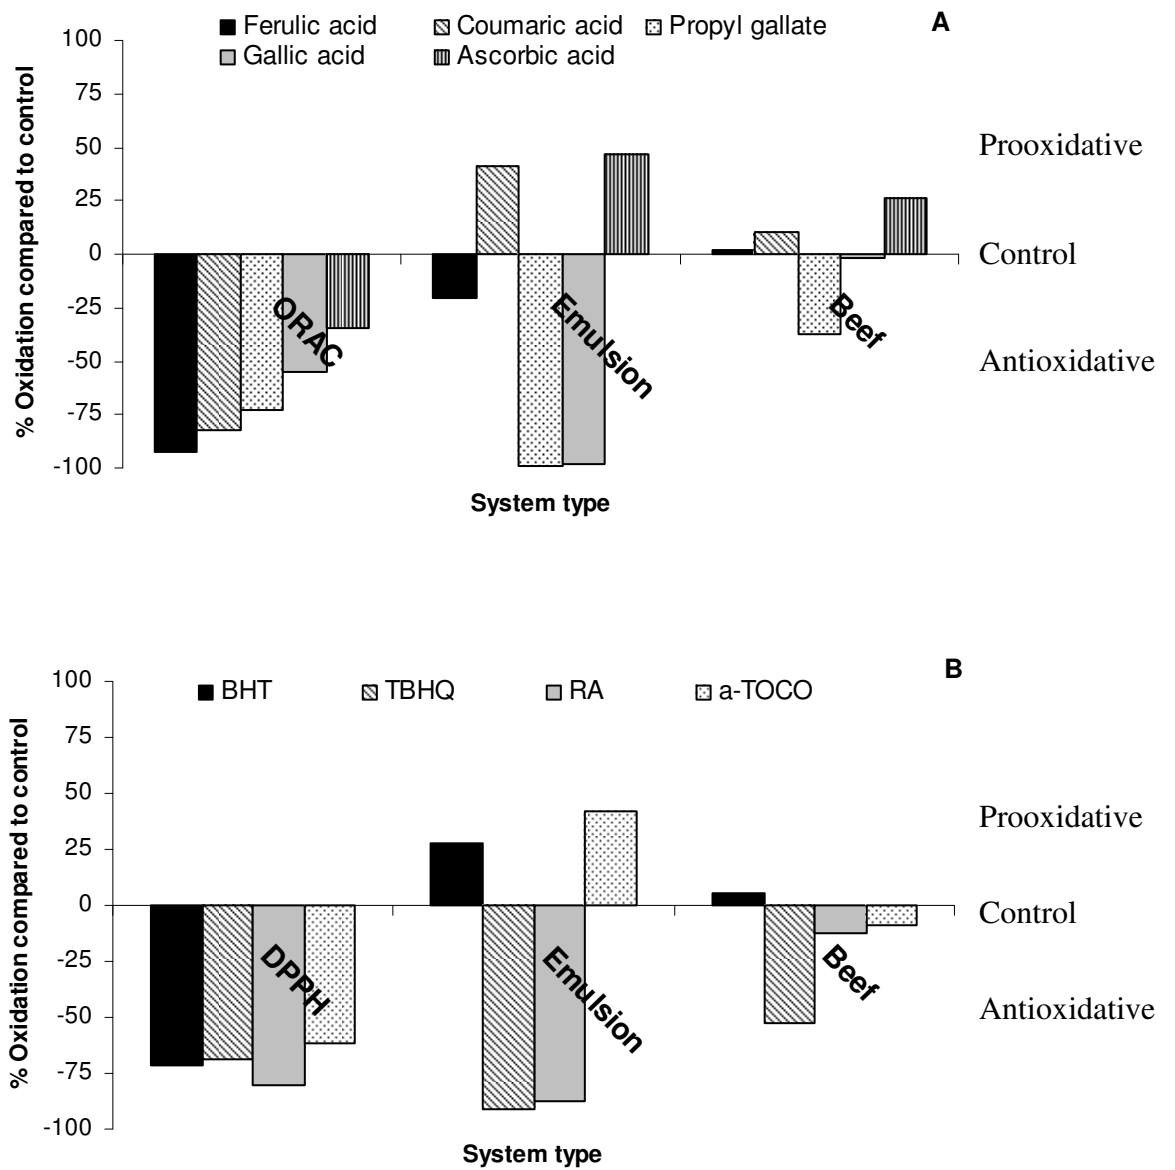 Ferulic acid Coumaric acid Propyl gallate
Gallic acid Ascorbic acid
A
% Oxidation compared to control
100
75
50
25
0
-25
-50
-75
-100
ORAC
Emulsion
Beef
System type
Prooxidative
Control
Antioxidative
BHT TBHQ RA a-TOCO
B
% Oxidation compared to control
100
75
50
25
0
-25
-50
-75
-100
DPPH
Emulsion
Beef
System type
Prooxidative
Control
Antioxidative